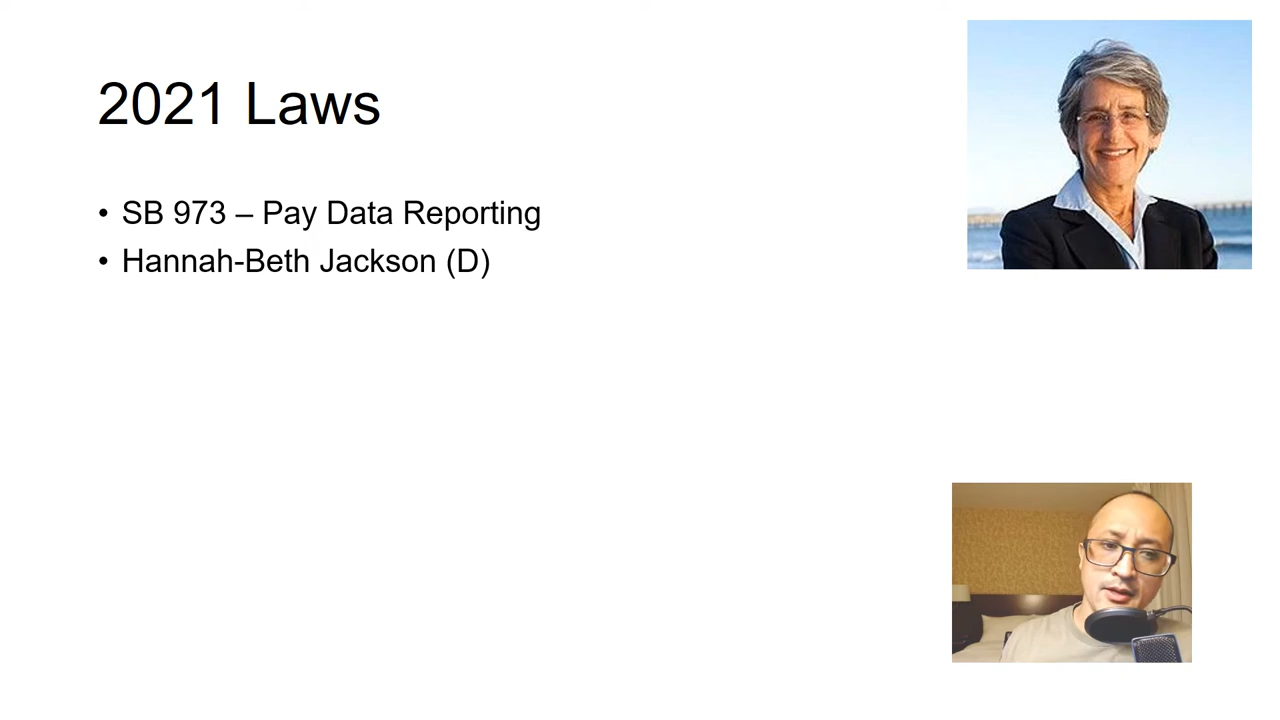 2021 Laws
• SB 973 – Pay Data Reporting
• Hannah-Beth Jackson (D)